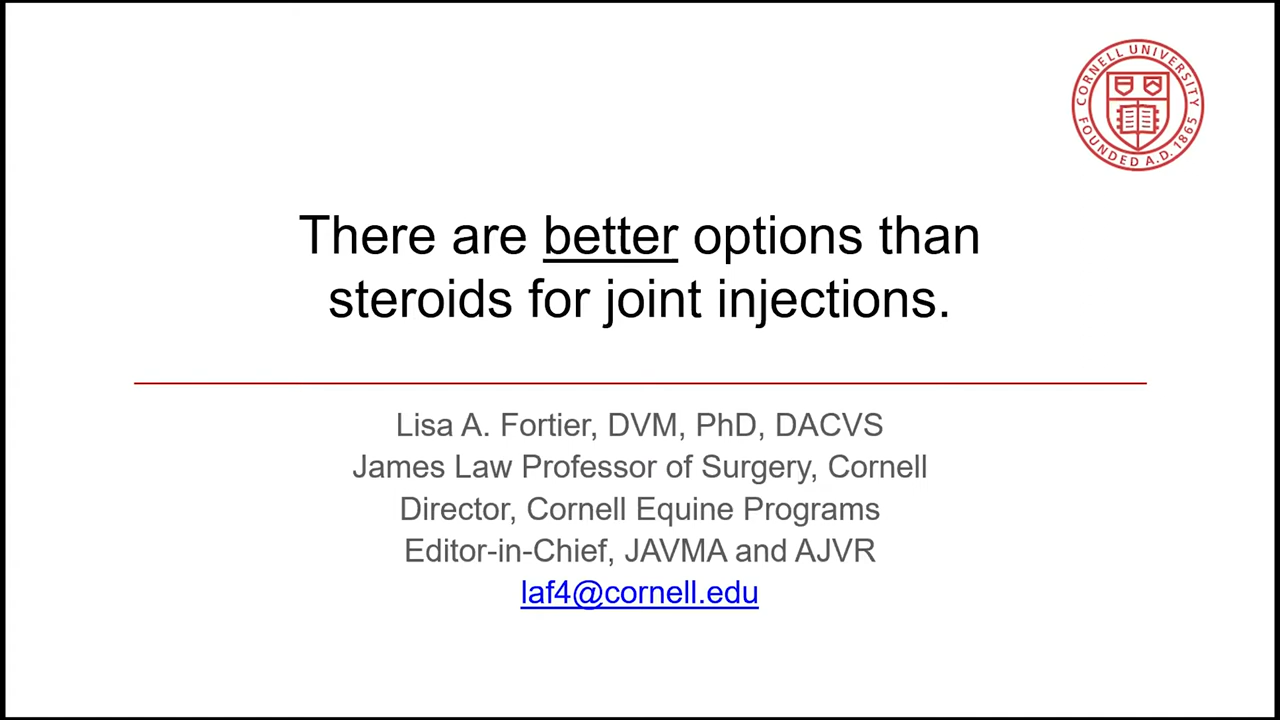 CORNELL UNIVERSITY
FOUNDED A.D. 1865
There are better options than
steroids for joint injections.
Lisa A. Fortier, DVM, PhD, DACVS
James Law Professor of Surgery, Cornell
Director, Cornell Equine Programs
Editor-in-Chief, JAVMA and AJVR
laf4@cornell.edu